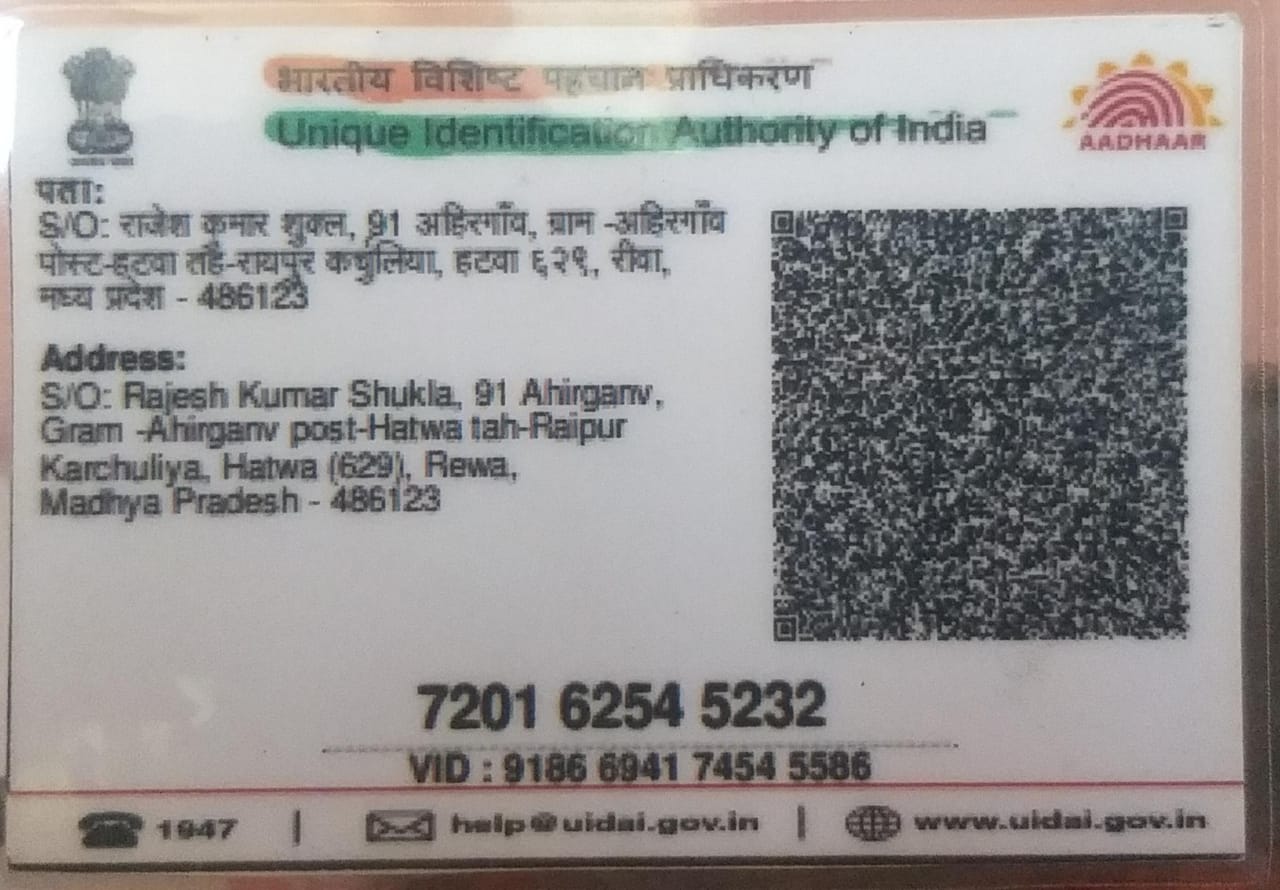 भारतीय विशिष्ट पहचान प्राधिकरण
Unique Identification Authority of India
AADHAAR
पता:
S/O: राजेश कुमार शुक्ल, 91 अहिरगाँव, ग्राम -अहिरगाँव
पोस्ट-हटवा रायपुर हटवा ६२९, रीवा,
मध्य प्रदेश - 486123
Address:
S/O: Rajesh Kumar Shukla, 91 Ahirganv,
Gram -Ahirganv post-Hatwa tah-Raipur
Karchuliya, Hatwa (629), Rewa,
Madhya Pradesh - 486123
7201 6254 5232
VID : 9186 6941 7454 5586
1947 | help@uidai.gov.in | www.uidai.gov.in